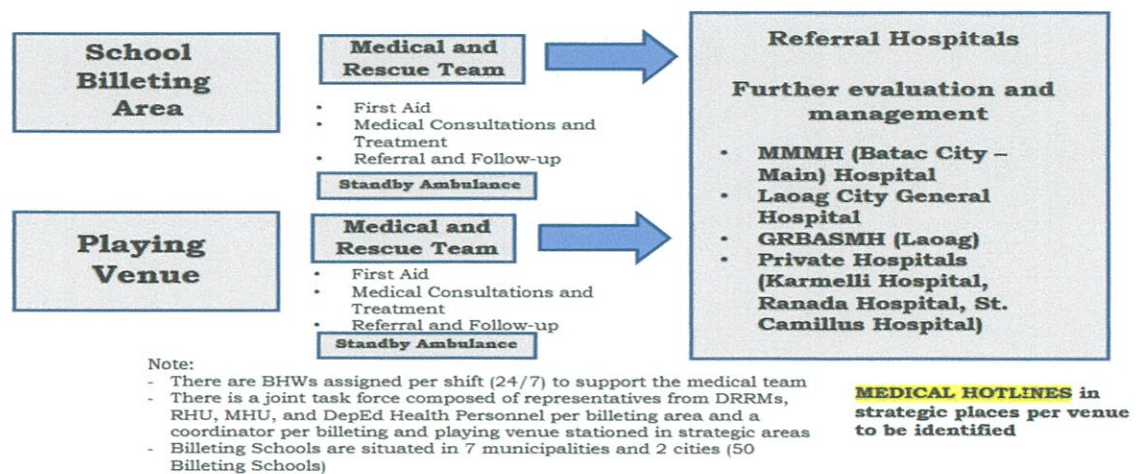 School
Billeting
Area
Medical and
Rescue Team
• First Aid
• Medical Consultations and
Treatment
• Referral and Follow-up
Standby Ambulance
Playing
Venue
Medical and
Rescue Team
• First Aid
• Medical Consultations and
Treatment
• Referral and Follow-up
Standby Ambulance
Referral Hospitals
Further evaluation and
management
• MMMH (Batac City –
Main) Hospital
• Laoag City General
Hospital
• GRBASMH (Laoag)
• Private Hospitals
(Karmelli Hospital,
Ranada Hospital, St.
Camillus Hospital)
Note:
- There are BHWs assigned per shift (24/7) to support the medical team
- There is a joint task force composed of representatives from DRRMs,
RHU, MHU, and DepEd Health Personnel per billeting area and a
coordinator per billeting and playing venue stationed in strategic areas
- Billeting Schools are situated in 7 municipalities and 2 cities (50
Billeting Schools)
MEDICAL HOTLINES in
strategic places per venue
to be identified